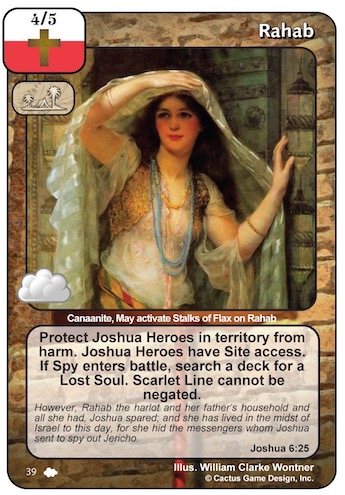 4/5
Rahab
Canaanite, May activate Stalks of Flax on Rahab
Protect Joshua Heroes in territory from
harm. Joshua Heroes have Site access.
If Spy enters battle, search a deck for a
Lost Soul. Scarlet Line cannot be
negated.
However, Rahab the harlot and her father's household and
all she had, Joshua spared; and she has lived in the midst of
Israel to this day, for she hid the messengers whom Joshua
sent to spy out Jericho.
Joshua 6:25
39
Illus. William Clarke Wontner
© Cactus Game Design, Inc.